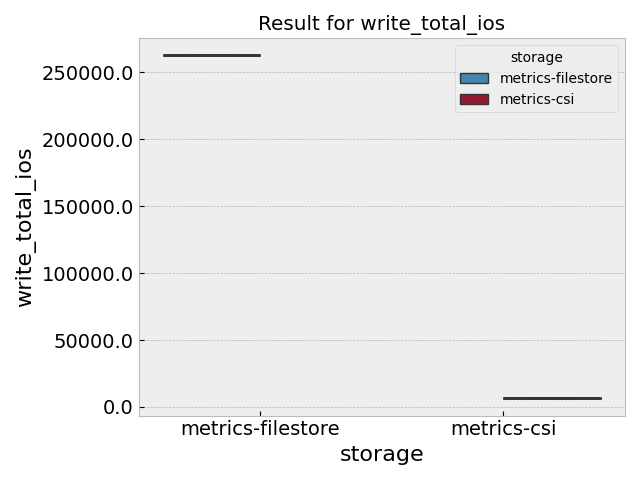 Result for write_total_ios
storage
metrics-filestore
metrics-csi
write_total_ios
250000.0
200000.0
150000.0
100000.0
50000.0
0.0
metrics-filestore
metrics-csi
storage